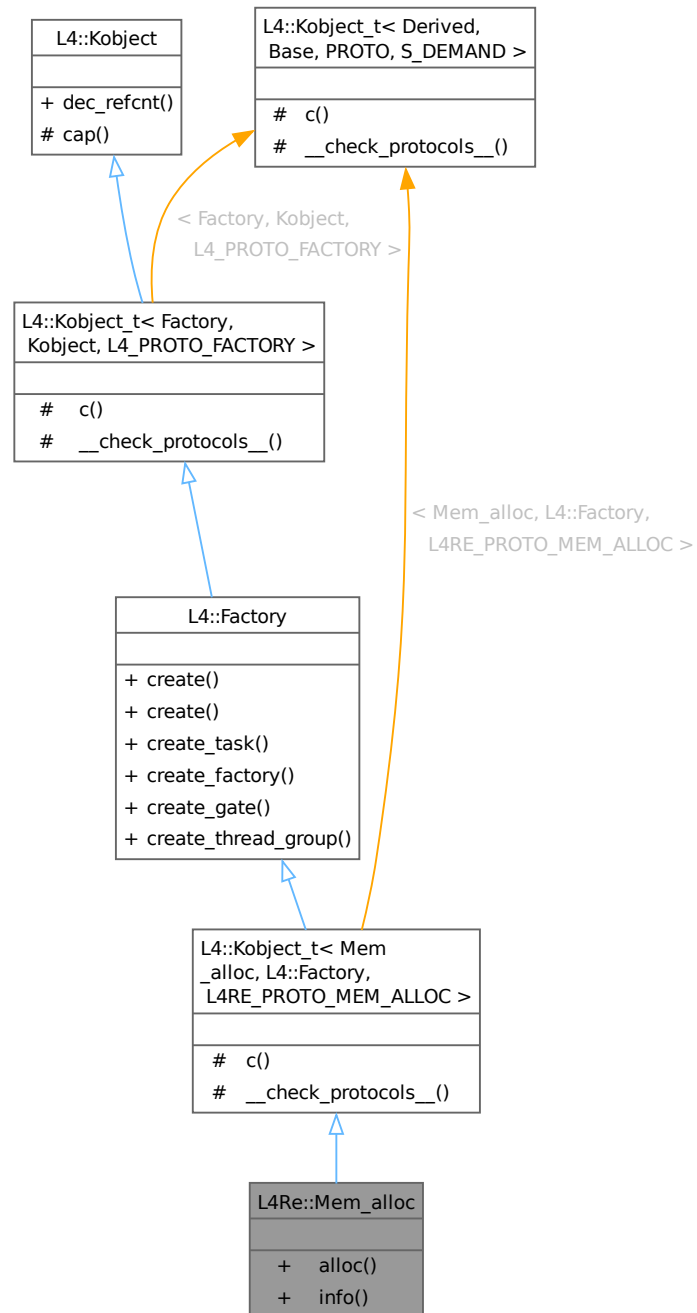 L4::Kobject
+ dec_refcnt()
# cap()
L4::Kobject_t< Derived,
Base, PROTO, S_DEMAND >
# c()
# __check_protocols__()
< Factory, Kobject,
L4_PROTO_FACTORY >
L4::Kobject_t< Factory,
Kobject, L4_PROTO_FACTORY >
# c()
# __check_protocols__()
< Mem_alloc, L4::Factory,
L4RE_PROTO_MEM_ALLOC >
L4::Factory
+ create()
+ create()
+ create_task()
+ create_factory()
+ create_gate()
+ create_thread_group()
L4::Kobject_t< Mem
_alloc, L4::Factory,
L4RE_PROTO_MEM_ALLOC >
# c()
# __check_protocols__()
L4Re::Mem_alloc
+ alloc()
+ info()